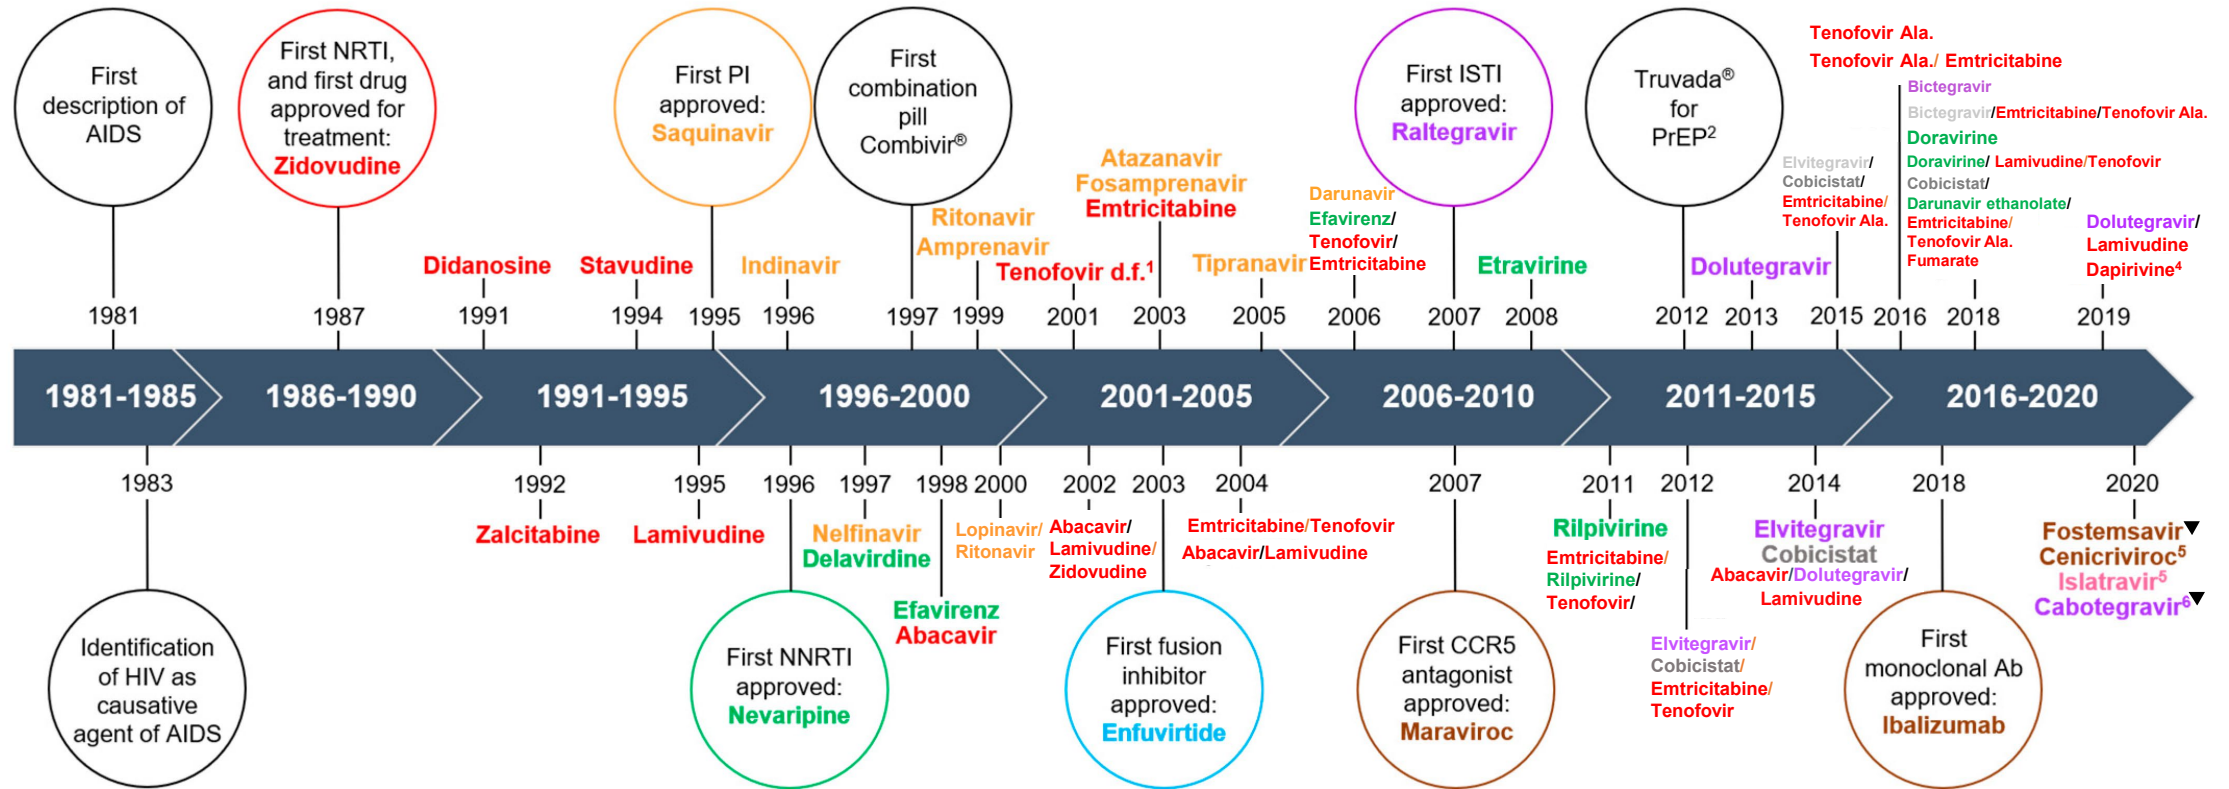 First
description of
AIDS
First NRTI,
and first drug
approved for
treatment:
Zidovudine
First PI
approved:
Saquinavir
First
combination
pill
Combivir®
First ISTI
approved:
Raltegravir
Truvada®
for
PrEP²
Tenofovir Ala.
Tenofovir Ala./ Emtricitabine
Bictegravir
Bictegravir/Emtricitabine/Tenofovir Ala.
Doravirine
Doravirine/ Lamivudine/Tenofovir
Cobicistat/
Darunavir ethanolate/
Emtricitabine/
Tenofovir Ala.
Fumarate
Didanosine
Stavudine
Indinavir
Ritonavir
Amprenavir
Tenofovir d.f.¹
Atazanavir
Fosamprenavir
Emtricitabine
Tipranavir
Darunavir
Efavirenz/
Tenofovir/
Emtricitabine
Etravirine
Dolutegravir
Elvitegravir/
Cobicistat/
Emtricitabine/
Tenofovir Ala.
Dolutegravir/
Lamivudine
Dapirivine⁴
1981 1987 1991 1994 1995 1996 1997 1999 2001 2003 2005 2006 2007 2008 2012 2013 2015 2016 2018 2019
1981-1985 1986-1990 1991-1995 1996-2000 2001-2005 2006-2010 2011-2015 2016-2020
1983 1992 1995 1996 1997 1998 2000 2002 2003 2004 2007 2011 2012 2014 2018 2020
Identification
of HIV as
causative
agent of AIDS
Zalcitabine
Lamivudine
First NNRTI
approved:
Nevaripine
Nelfinavir
Delavirdine
Efavirenz
Abacavir
Lopinavir/
Ritonavir
Abacavir/
Lamivudine/
Zidovudine
First fusion
inhibitor
approved:
Enfuvirtide
Emtricitabine/Tenofovir
Abacavir/Lamivudine
First CCR5
antagonist
approved:
Maraviroc
Rilpivirine
Emtricitabine/
Rilpivirine/
Tenofovir/
Elvitegravir/
Cobicistat/
Emtricitabine/
Tenofovir
Elvitegravir
Cobicistat
Abacavir/Dolutegravir/
Lamivudine
First
monoclonal Ab
approved:
Ibalizumab
Fostemsavir▼
Cenicriviroc⁵
Islatravir⁵
Cabotegravir⁶▼